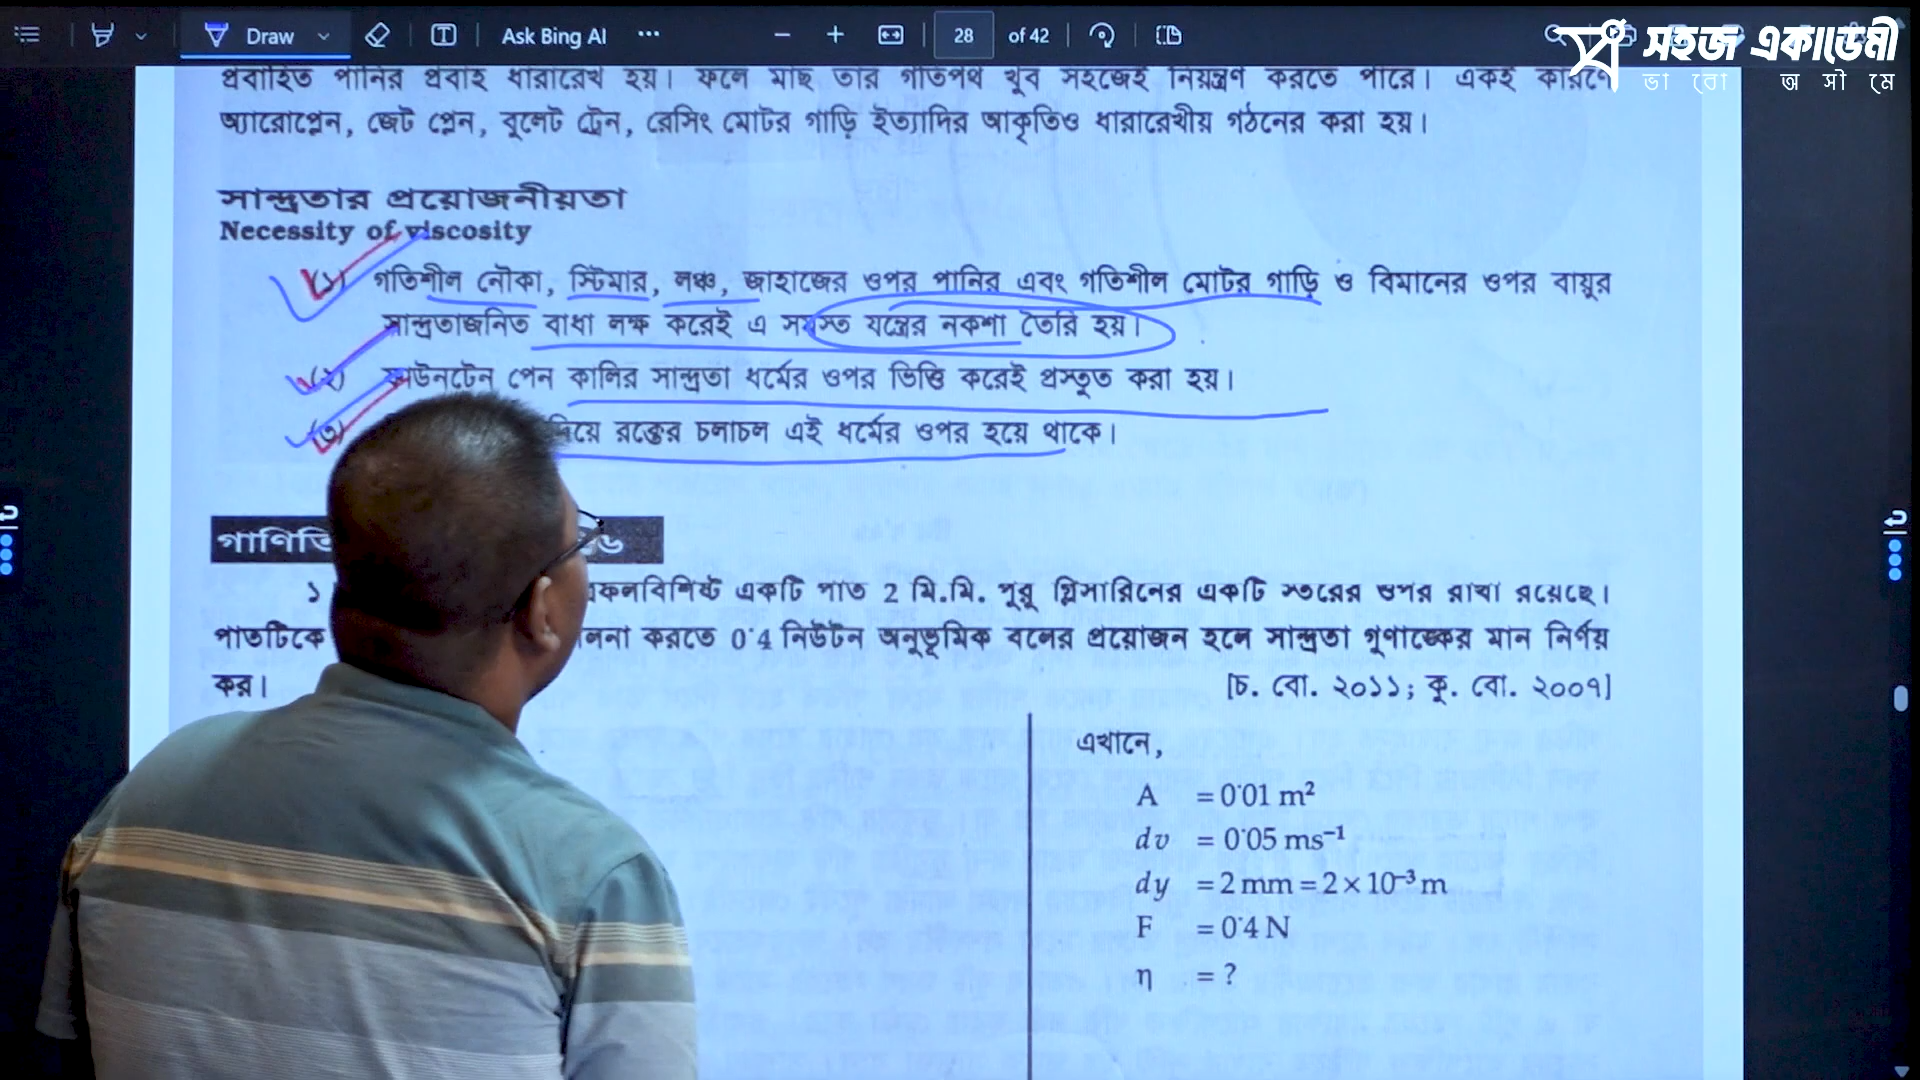 Draw
Ask Bing AI
28 of 42
সহজ একাডেমী
ভাবো অসীমে
প্রবাহিত পানির প্রবাহ ধারারেখ হয়। ফলে মাছ তার গতিপথ খুব সহজেই নিয়ন্ত্রণ করতে পারে। একই কারণে
অ্যারোপ্লেন, জেট প্লেন, বুলেট ট্রেন, রেসিং মোটর গাড়ি ইত্যাদির আকৃতিও ধারারেখীয় গঠনের করা হয়।
সান্দ্রতার প্রয়োজনীয়তা
Necessity of viscosity
(১) গতিশীল নৌকা, স্টিমার, লঞ্চ, জাহাজের ওপর পানির এবং গতিশীল মোটর গাড়ি ও বিমানের ওপর বায়ুর
সান্দ্রতাজনিত বাধা লক্ষ করেই এ সমস্ত যন্ত্রের নকশা তৈরি হয়।
(২) ফাউনটেন পেন কালির সান্দ্রতা ধর্মের ওপর ভিত্তি করেই প্রস্তুত করা হয়।
(৩) দিয়ে রক্তের চলাচল এই ধর্মের ওপর হয়ে থাকে।
১ একটি পাত 2 মি.মি. পুরু গ্লিসারিনের একটি স্তরের ওপর রাখা রয়েছে।
পাতটিকে করতে 0·4 নিউটন অনুভূমিক বলের প্রয়োজন হলে সান্দ্রতা গুণাঙ্কের মান নির্ণয়
কর। [চ. বো. ২০১১; কু. বো. ২০০৭]
এখানে,
A = 0·01 m²
dv = 0·05 ms⁻¹
dy = 2 mm = 2 × 10⁻³ m
F = 0·4 N
η = ?